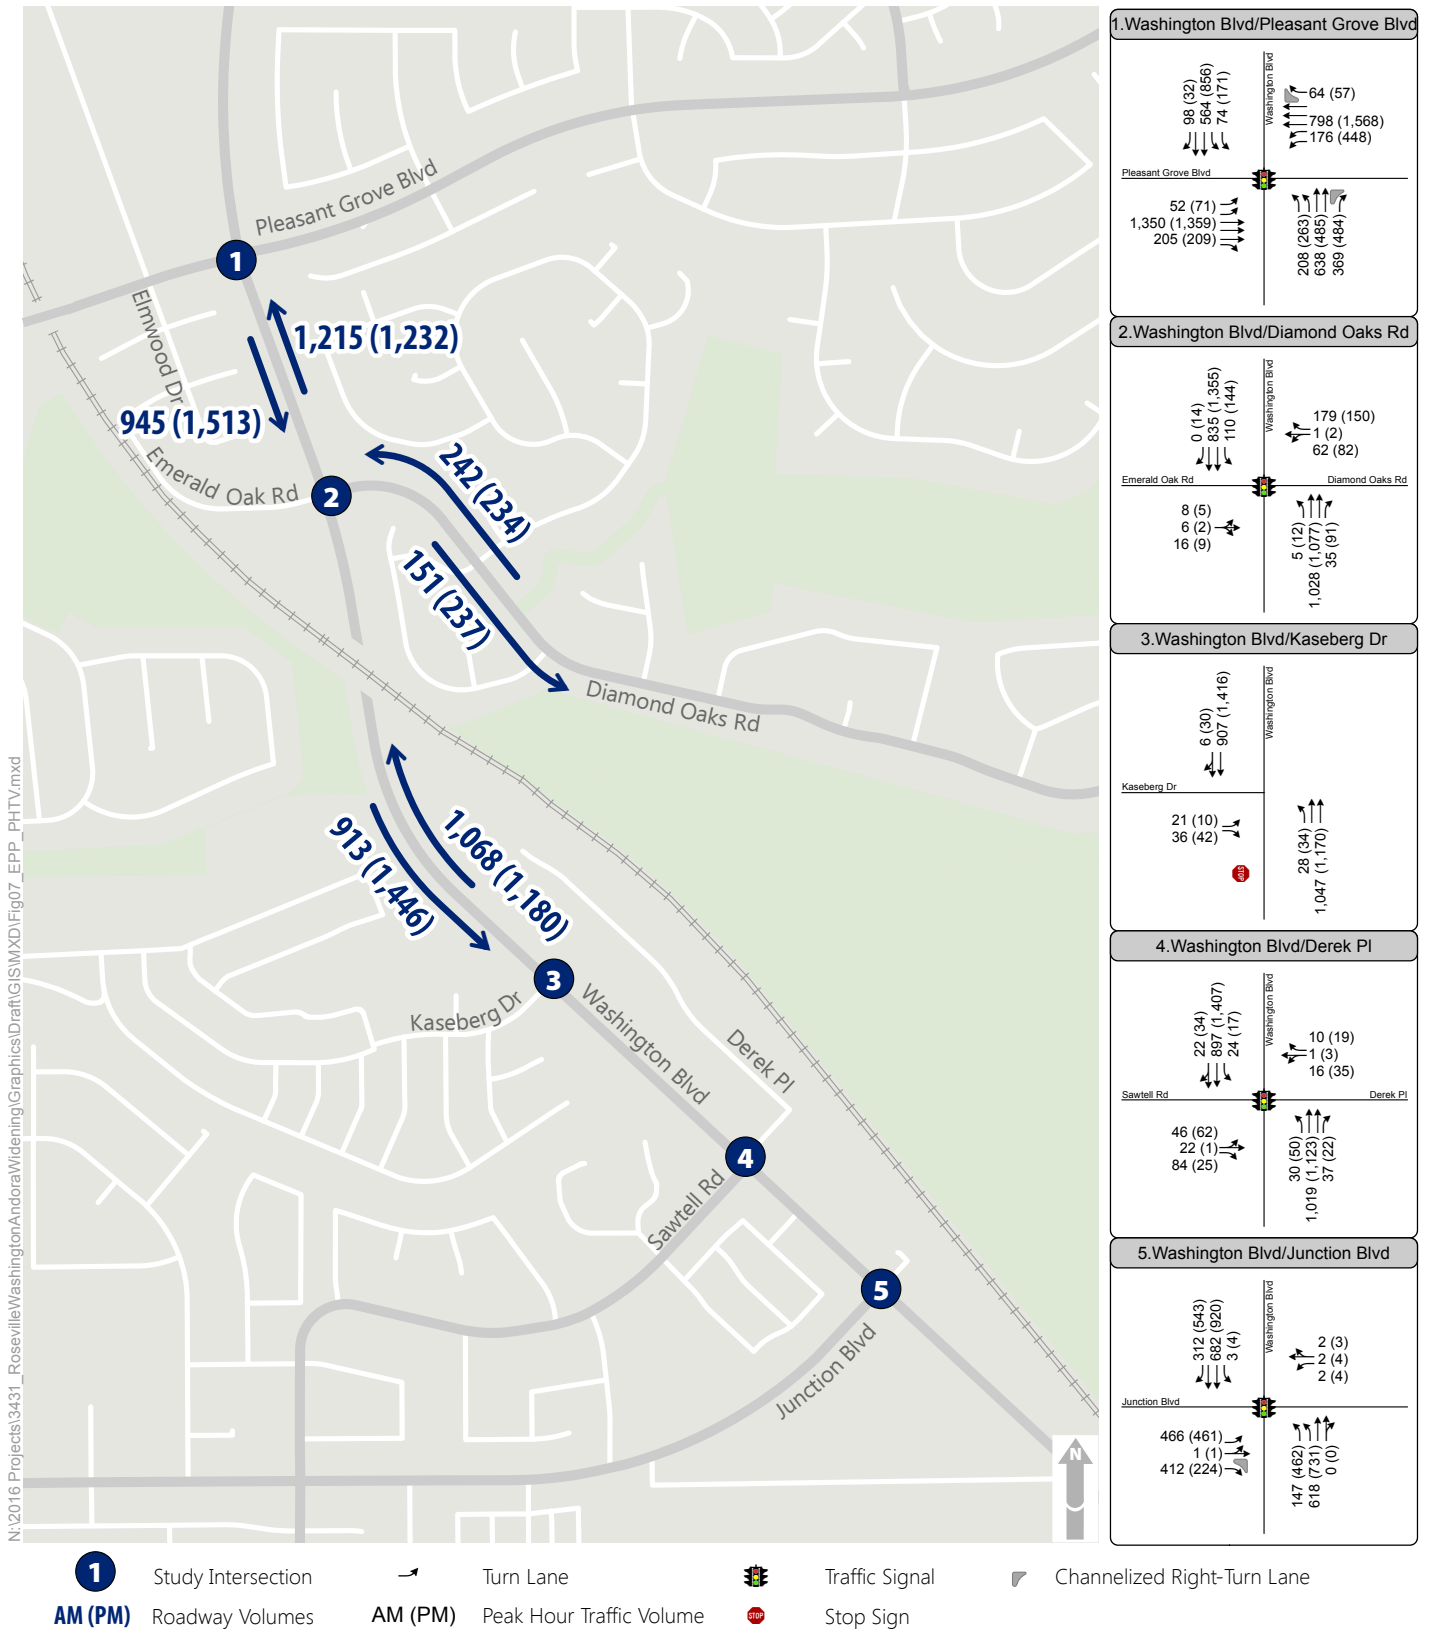 Pleasant Grove Blvd
1
Elmwood Dr
1,215 (1,232)
945 (1,513)
Emerald Oak Rd
2
242 (234)
151 (237)
Diamond Oaks Rd
1,068 (1,180)
913 (1,446)
3
Kaseberg Dr
Washington Blvd
Derek Pl
4
Sawtell Rd
5
Junction Blvd
N
N:\2016 Projects\3431_RosevilleWashingtonAndoraWidening\Graphics\Draft\GIS\MXD\Fig07_EPP_PHTV.mxd
1.Washington Blvd/Pleasant Grove Blvd
98 (32)
564 (856)
74 (171)
Washington Blvd
64 (57)
798 (1,568)
176 (448)
Pleasant Grove Blvd
52 (71)
1,350 (1,359)
205 (209)
208 (263)
638 (485)
369 (484)
2.Washington Blvd/Diamond Oaks Rd
0 (14)
835 (1,355)
110 (144)
Washington Blvd
179 (150)
1 (2)
62 (82)
Emerald Oak Rd
Diamond Oaks Rd
8 (5)
6 (2)
16 (9)
5 (12)
1,028 (1,077)
35 (91)
3.Washington Blvd/Kaseberg Dr
6 (30)
907 (1,416)
Washington Blvd
Kaseberg Dr
21 (10)
36 (42)
STOP
28 (34)
1,047 (1,170)
4.Washington Blvd/Derek Pl
22 (34)
897 (1,407)
24 (17)
Washington Blvd
10 (19)
1 (3)
16 (35)
Sawtell Rd
Derek Pl
46 (62)
22 (1)
84 (25)
30 (50)
1,019 (1,123)
37 (22)
5.Washington Blvd/Junction Blvd
312 (543)
682 (920)
3 (4)
Washington Blvd
2 (3)
2 (4)
2 (4)
Junction Blvd
466 (461)
1 (1)
412 (224)
147 (462)
618 (731)
0 (0)
1 Study Intersection
Turn Lane
Traffic Signal
Channelized Right-Turn Lane
AM (PM) Roadway Volumes
AM (PM) Peak Hour Traffic Volume
STOP Stop Sign